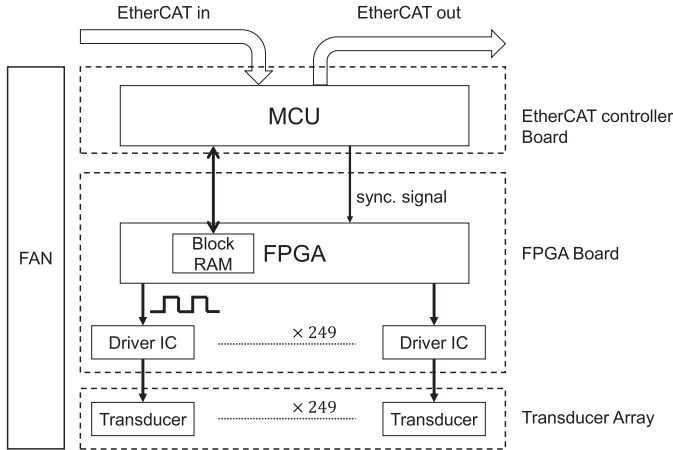 EtherCAT in
EtherCAT out
MCU
EtherCAT controller
Board
sync. signal
FAN
Block
RAM
FPGA
FPGA Board
Driver IC
× 249
Driver IC
Transducer
× 249
Transducer
Transducer Array